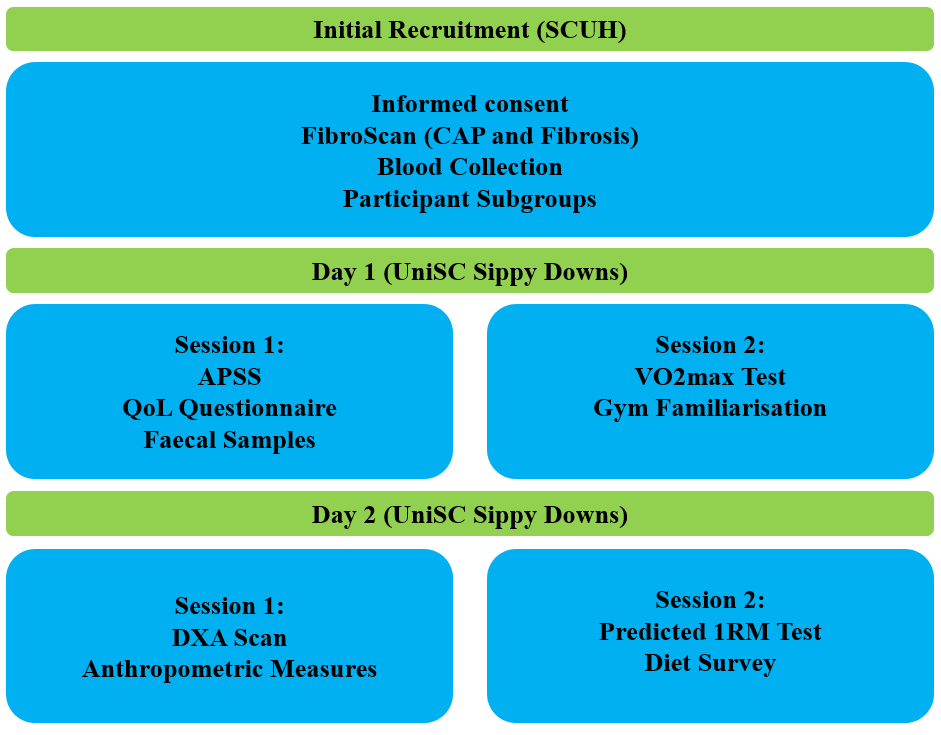 Initial Recruitment (SCUH)
Informed consent
FibroScan (CAP and Fibrosis)
Blood Collection
Participant Subgroups
Day 1 (UniSC Sippy Downs)
Session 1:
APSS
QoL Questionnaire
Faecal Samples
Session 2:
VO2max Test
Gym Familiarisation
Day 2 (UniSC Sippy Downs)
Session 1:
DXA Scan
Anthropometric Measures
Session 2:
Predicted 1RM Test
Diet Survey